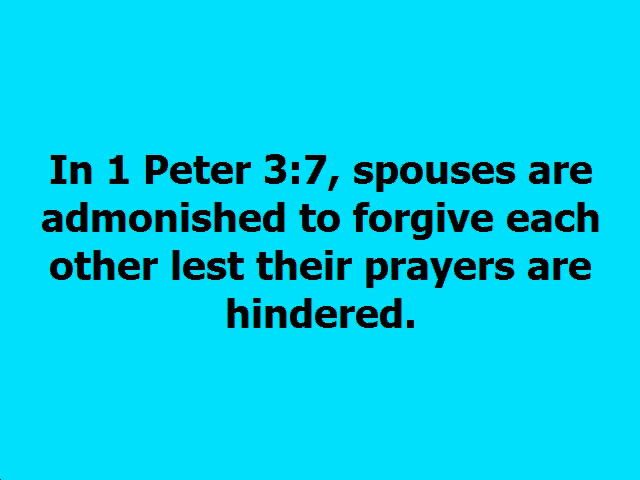 In 1 Peter 3:7, spouses are
admonished to forgive each
other lest their prayers are
hindered.